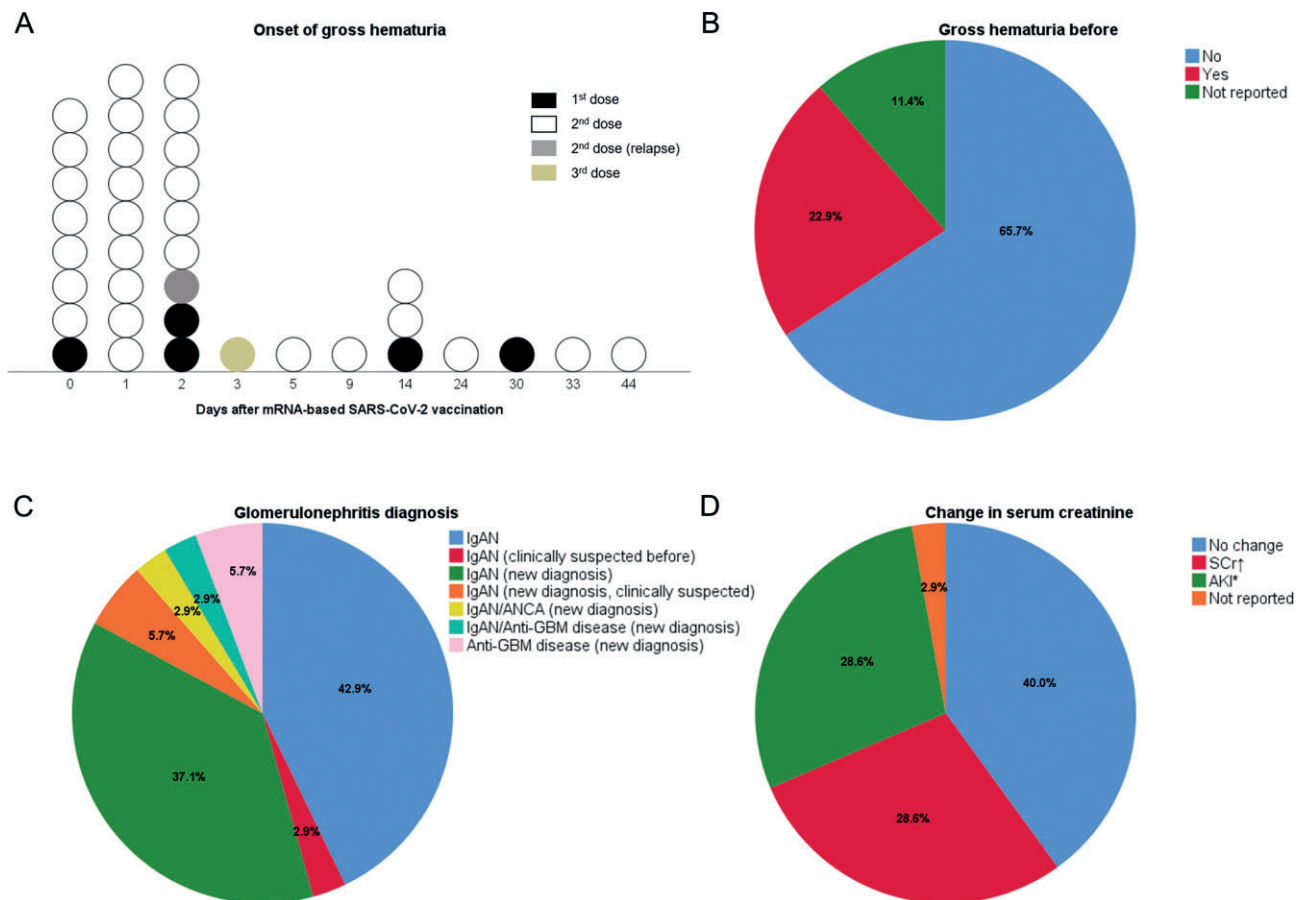 A
Onset of gross hematuria
1st dose
2nd dose
2nd dose (relapse)
3rd dose
0 1 2 3 5 9 14 24 30 33 44
Days after mRNA-based SARS-CoV-2 vaccination
B
Gross hematuria before
No
Yes
Not reported
11.4%
22.9%
65.7%
C
Glomerulonephritis diagnosis
IgAN
IgAN (clinically suspected before)
IgAN (new diagnosis)
IgAN (new diagnosis, clinically suspected)
IgAN/ANCA (new diagnosis)
IgAN/Anti-GBM disease (new diagnosis)
Anti-GBM disease (new diagnosis)
5.7%
2.9%
2.9%
5.7%
42.9%
37.1%
2.9%
D
Change in serum creatinine
No change
SCr↑
AKI*
Not reported
2.9%
28.6%
40.0%
28.6%